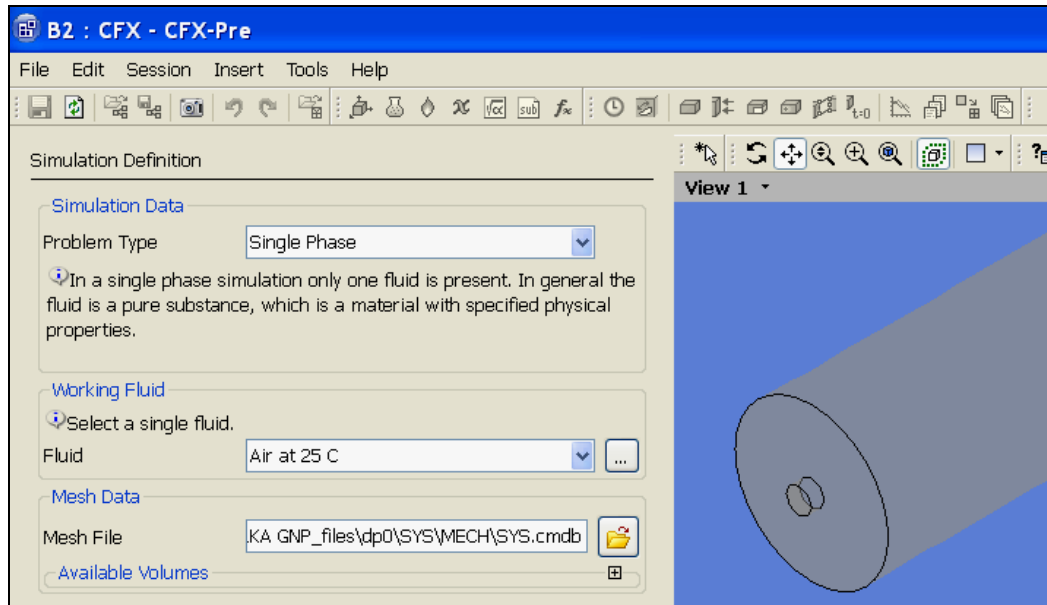 B2 : CFX - CFX-Pre
File Edit Session Insert Tools Help
Simulation Definition
View 1
Simulation Data
Problem Type Single Phase
In a single phase simulation only one fluid is present. In general the
fluid is a pure substance, which is a material with specified physical
properties.
Working Fluid
Select a single fluid.
Fluid Air at 25 C ...
Mesh Data
Mesh File KA GNP_files\dp0\SYS\MECH\SYS.cmdb
Available Volumes